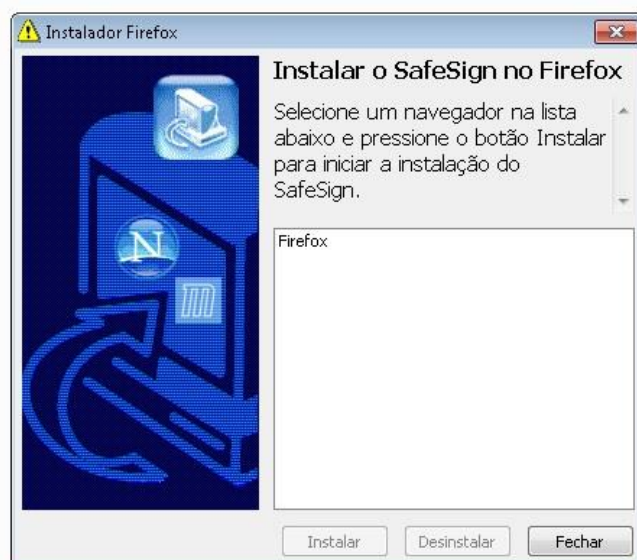 Instalador Firefox
Instalar o SafeSign no Firefox
Selecione um navegador na lista
abaixo e pressione o botão Instalar
para iniciar a instalação do
SafeSign.
Firefox
N
m
Instalar Desinstalar Fechar